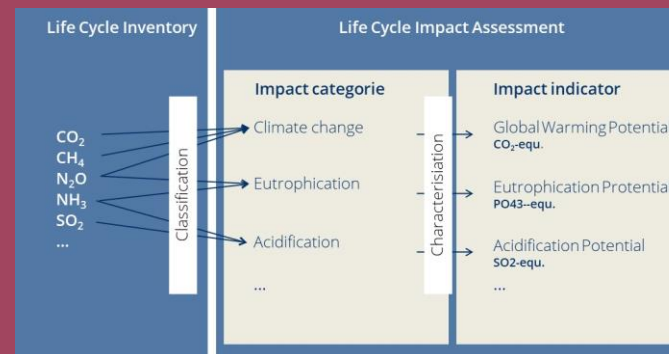 Life Cycle Inventory
Life Cycle Impact Assessment
CO₂
CH₄
N₂O
NH₃
SO₂
...
Classification
Impact categorie
Climate change
Eutrophication
Acidification
...
Characterisiation
Impact indicator
Global Warming Potential
CO₂-equ.
Eutrophication Protential
PO43--equ.
Acidification Potential
SO2-equ.
...